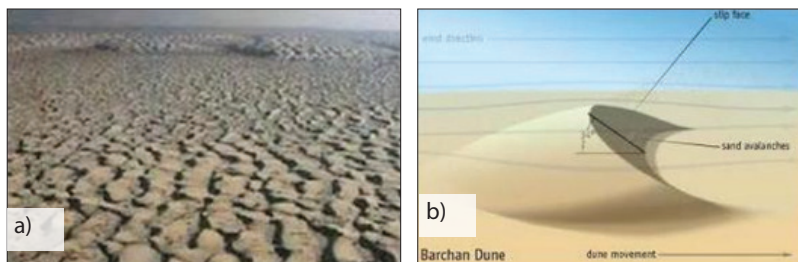 a)
slip face
wind direction
sand avalanches
b)
Barchan Dune
dune movement